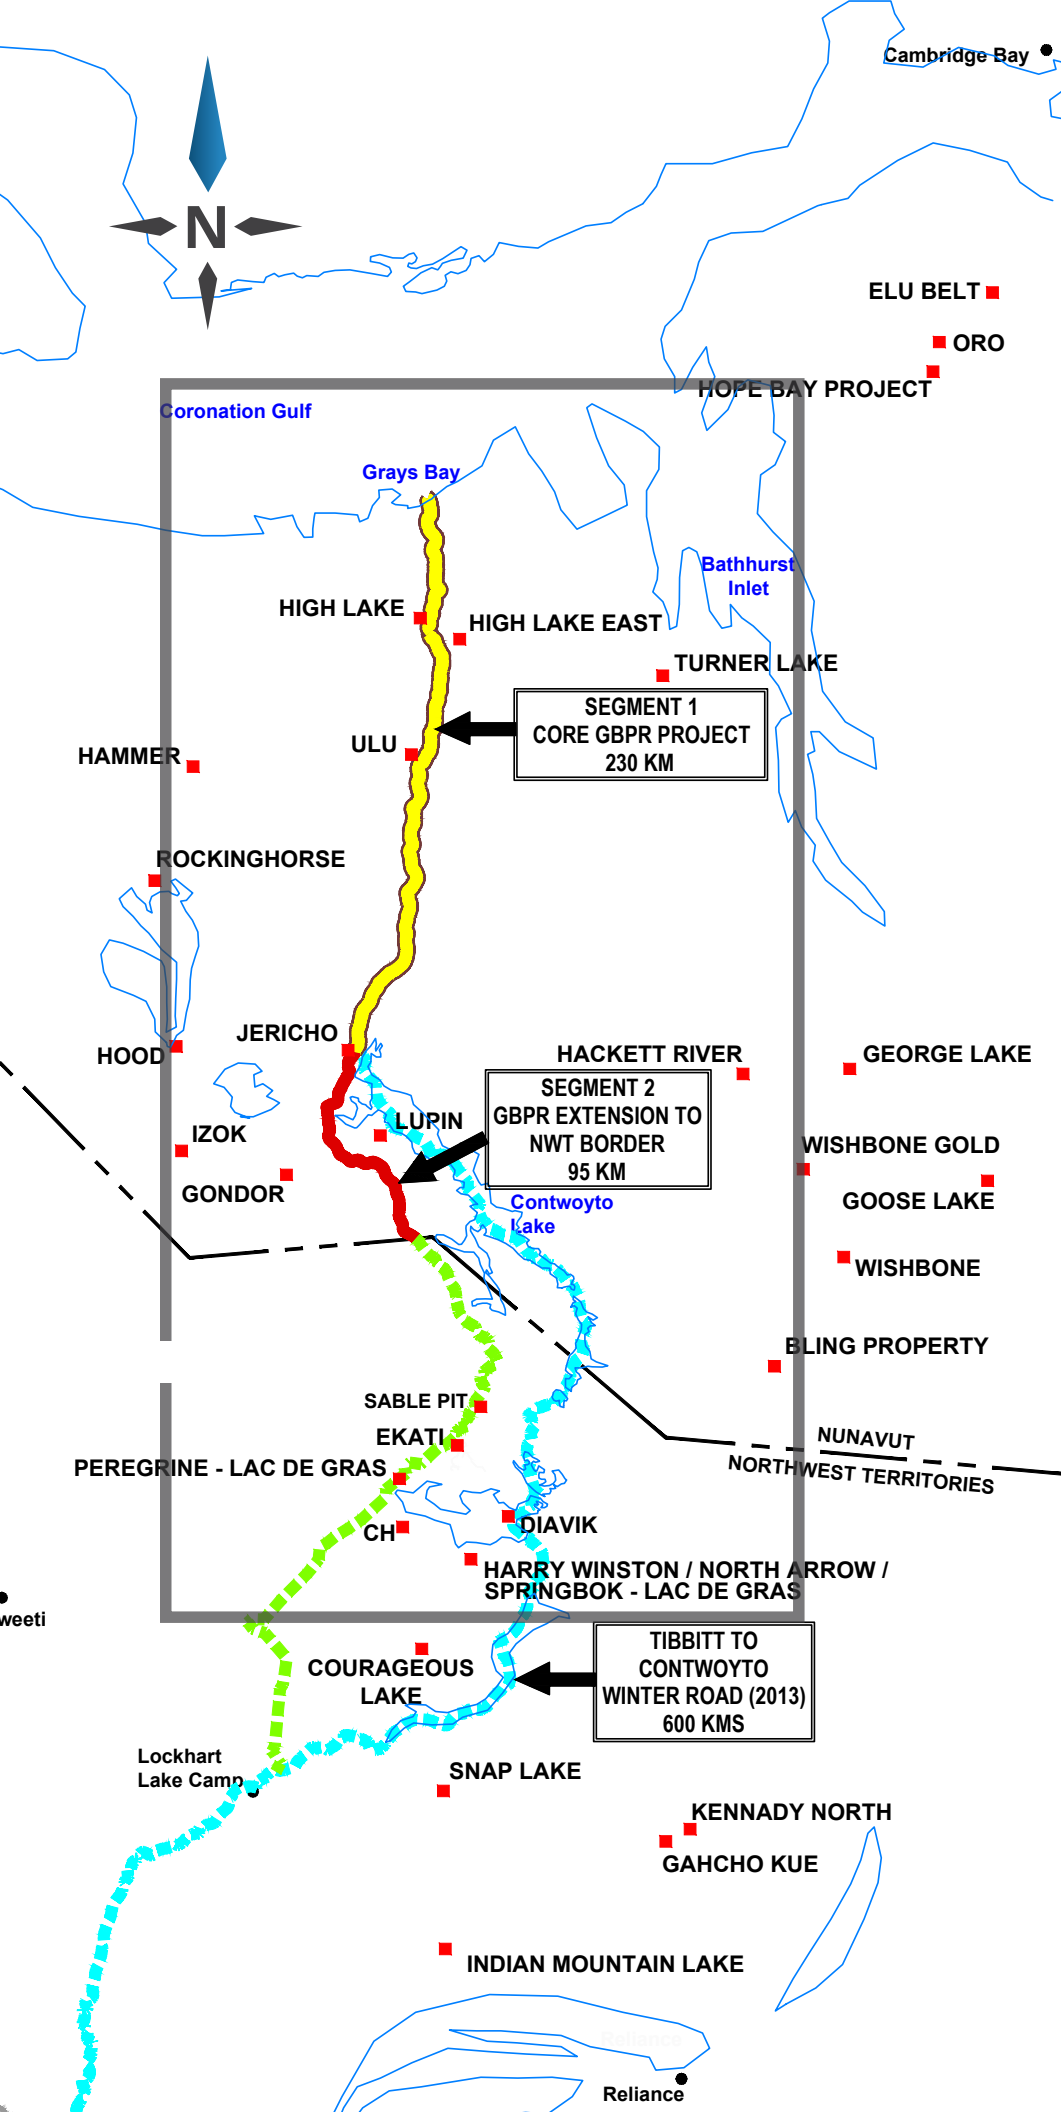 Cambridge Bay
N
ELU BELT
ORO
HOPE BAY PROJECT
Coronation Gulf
Grays Bay
Bathhurst
Inlet
HIGH LAKE
HIGH LAKE EAST
TURNER LAKE
SEGMENT 1
CORE GBPR PROJECT
230 KM
ULU
HAMMER
ROCKINGHORSE
JERICHO
HOOD
HACKETT RIVER
GEORGE LAKE
SEGMENT 2
GBPR EXTENSION TO
NWT BORDER
95 KM
LUPIN
IZOK
GONDOR
WISHBONE GOLD
GOOSE LAKE
Contwoyto
Lake
WISHBONE
BLING PROPERTY
SABLE PIT
EKATI
NUNAVUT
NORTHWEST TERRITORIES
PEREGRINE - LAC DE GRAS
CH
DIAVIK
HARRY WINSTON / NORTH ARROW /
SPRINGBOK - LAC DE GRAS
weeti
TIBBITT TO
CONTWOYTO
WINTER ROAD (2013)
600 KMS
COURAGEOUS
LAKE
Lockhart
Lake Camp
SNAP LAKE
KENNADY NORTH
GAHCHO KUE
INDIAN MOUNTAIN LAKE
Reliance
Reliance